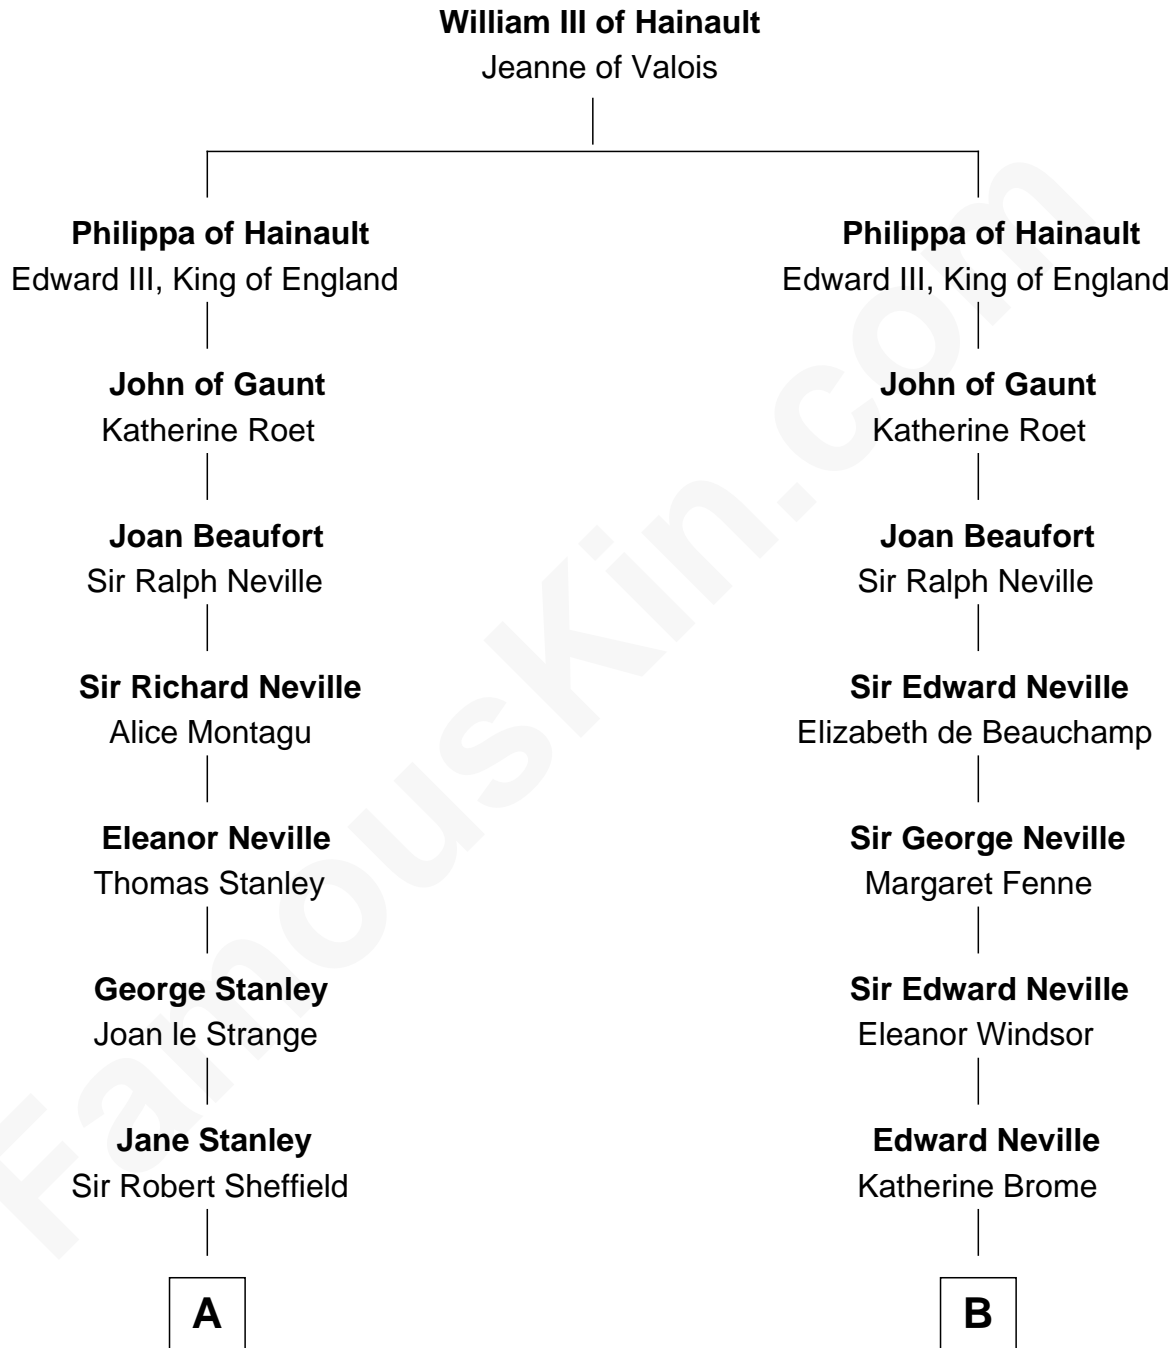 William III of Hainault
Jeanne of Valois
Philippa of Hainault
Edward III, King of England
John of Gaunt
Katherine Roet
Joan Beaufort
Sir Ralph Neville
Sir Richard Neville
Alice Montagu
Eleanor Neville
Thomas Stanley
George Stanley
Joan le Strange
Jane Stanley
Sir Robert Sheffield
A
Philippa of Hainault
Edward III, King of England
John of Gaunt
Katherine Roet
Joan Beaufort
Sir Ralph Neville
Sir Edward Neville
Elizabeth de Beauchamp
Sir George Neville
Margaret Fenne
Sir Edward Neville
Eleanor Windsor
Edward Neville
Katherine Brome
B
FamousKin.com